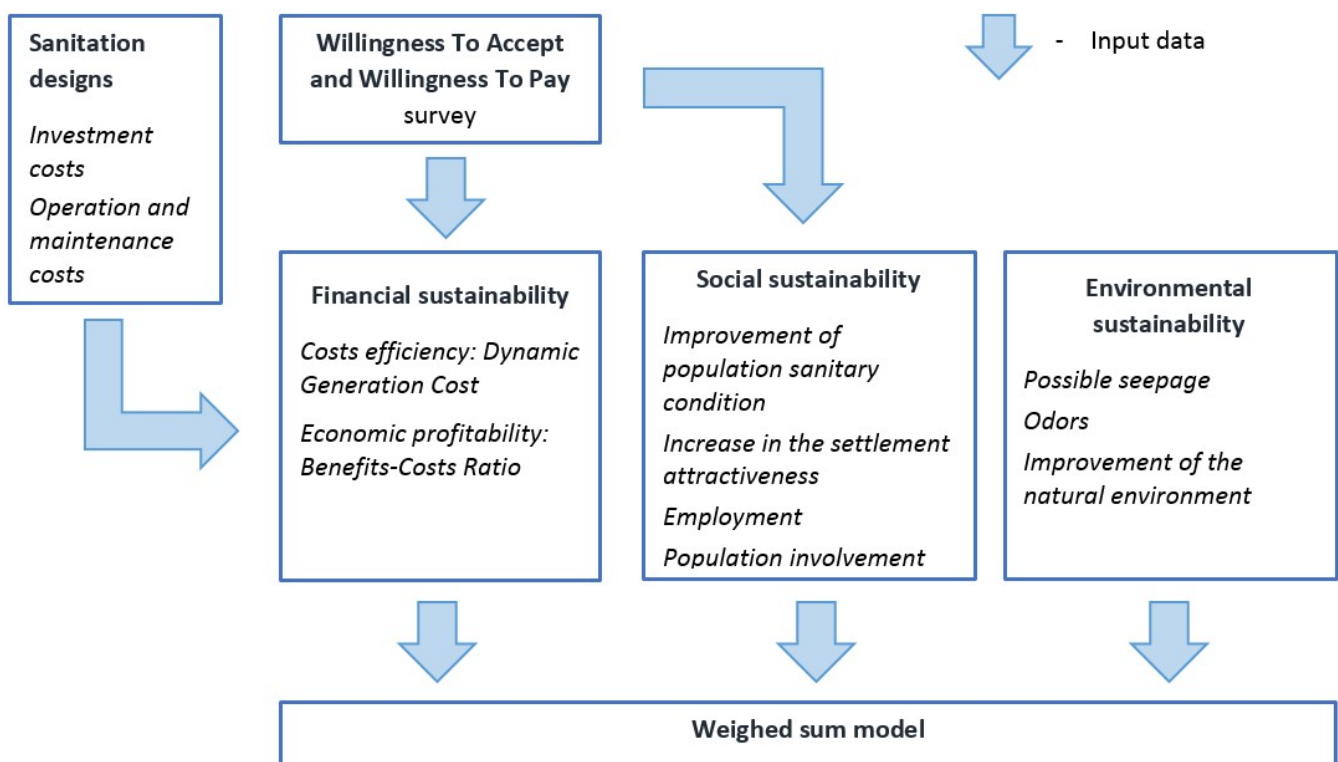 Sanitation
designs
Investment
costs
Operation and
maintenance
costs
Willingness To Accept
and Willingness To Pay
survey
- Input data
Financial sustainability
Costs efficiency: Dynamic
Generation Cost
Economic profitability:
Benefits-Costs Ratio
Social sustainability
Improvement of
population sanitary
condition
Increase in the settlement
attractiveness
Employment
Population involvement
Environmental
sustainability
Possible seepage
Odors
Improvement of the
natural environment
Weighed sum model